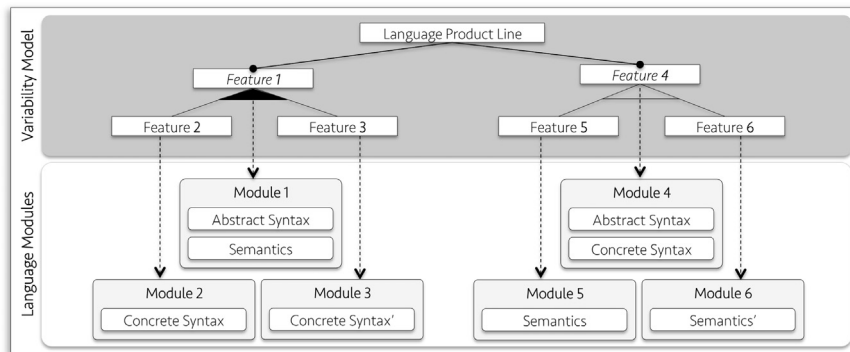 Variability Model
Language Product Line
Feature 1
Feature 4
Feature 2
Feature 3
Feature 5
Feature 6
Language Modules
Module 1
Abstract Syntax
Semantics
Module 4
Abstract Syntax
Concrete Syntax
Module 2
Concrete Syntax
Module 3
Concrete Syntax’
Module 5
Semantics
Module 6
Semantics’